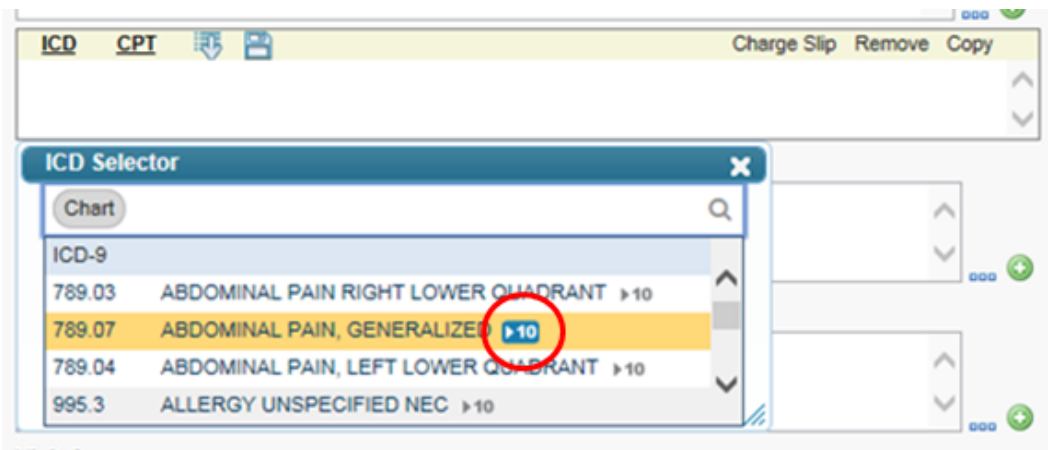 ICD CPT Charge Slip Remove Copy
ICD Selector
Chart
ICD-9
789.03 ABDOMINAL PAIN RIGHT LOWER QUADRANT ▸10
789.07 ABDOMINAL PAIN, GENERALIZED ▸10
789.04 ABDOMINAL PAIN, LEFT LOWER QUADRANT ▸10
995.3 ALLERGY UNSPECIFIED NEC ▸10